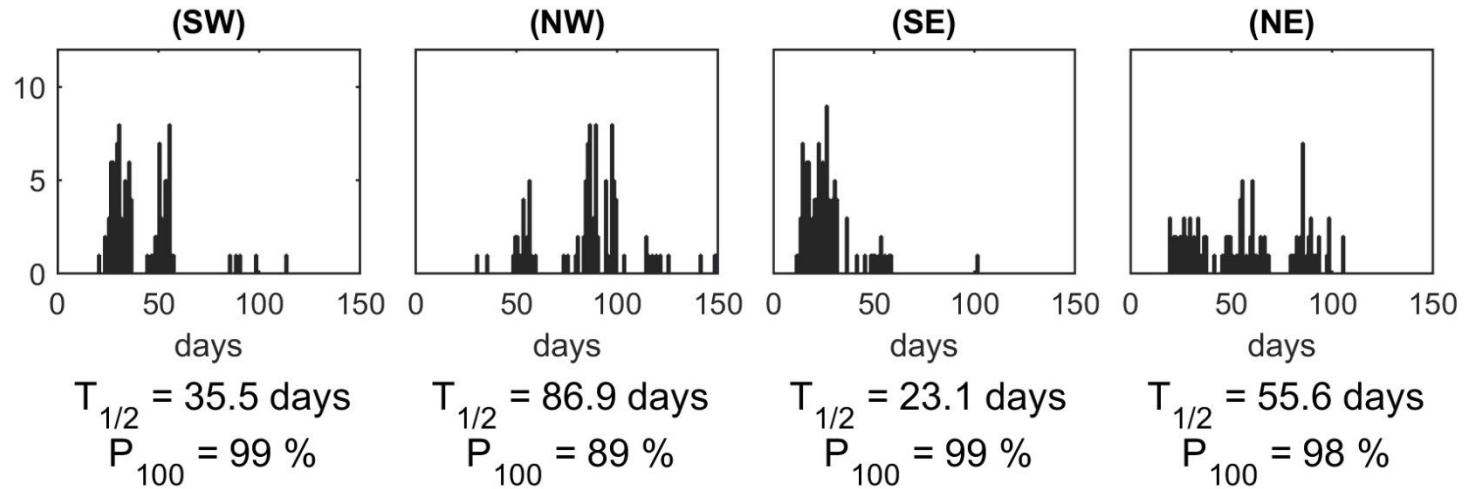 (SW) (NW) (SE) (NE)
10
5
0
0 50 100 150 0 50 100 150 0 50 100 150 0 50 100 150
days days days days
T1/2 = 35.5 days T1/2 = 86.9 days T1/2 = 23.1 days T1/2 = 55.6 days
P100 = 99 % P100 = 89 % P100 = 99 % P100 = 98 %